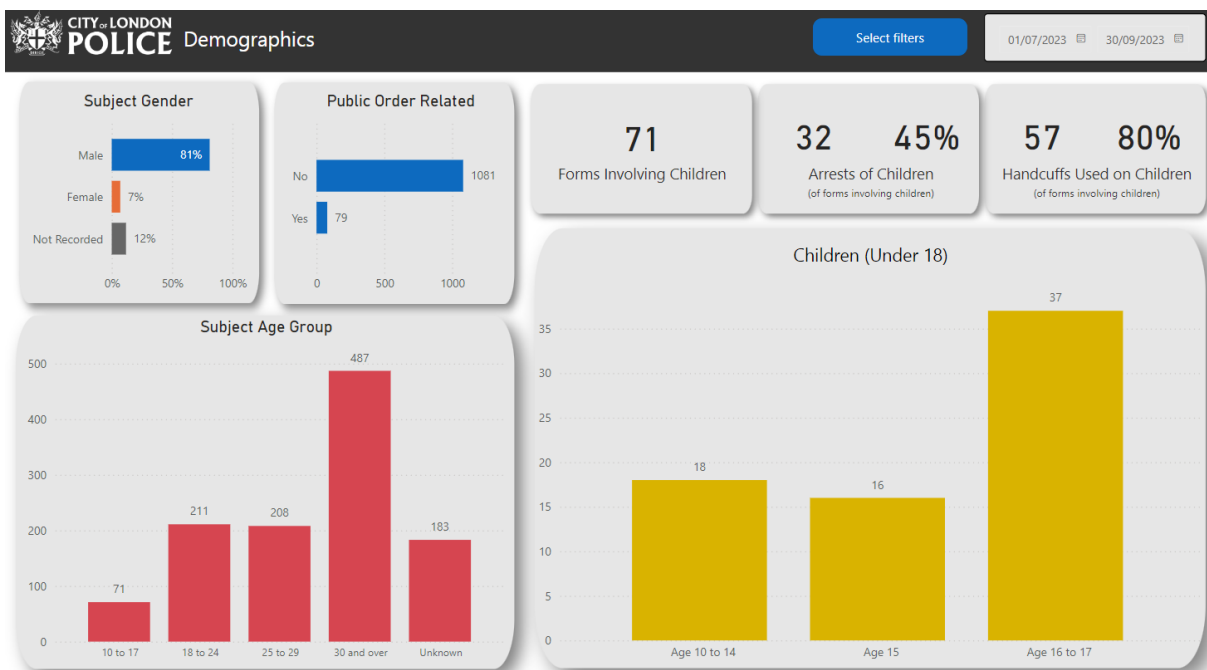 CITY OF LONDON
POLICE Demographics
Select filters
01/07/2023 30/09/2023
Subject Gender
Male 81%
Female 7%
Not Recorded 12%
0% 50% 100%
Public Order Related
No 1081
Yes 79
0 500 1000
71
Forms Involving Children
32 45%
Arrests of Children
(of forms involving children)
57 80%
Handcuffs Used on Children
(of forms involving children)
Subject Age Group
500
400
300
200
100
0
71
211
208
487
183
10 to 17 18 to 24 25 to 29 30 and over Unknown
Children (Under 18)
35
30
25
20
15
10
5
0
18
16
37
Age 10 to 14 Age 15 Age 16 to 17